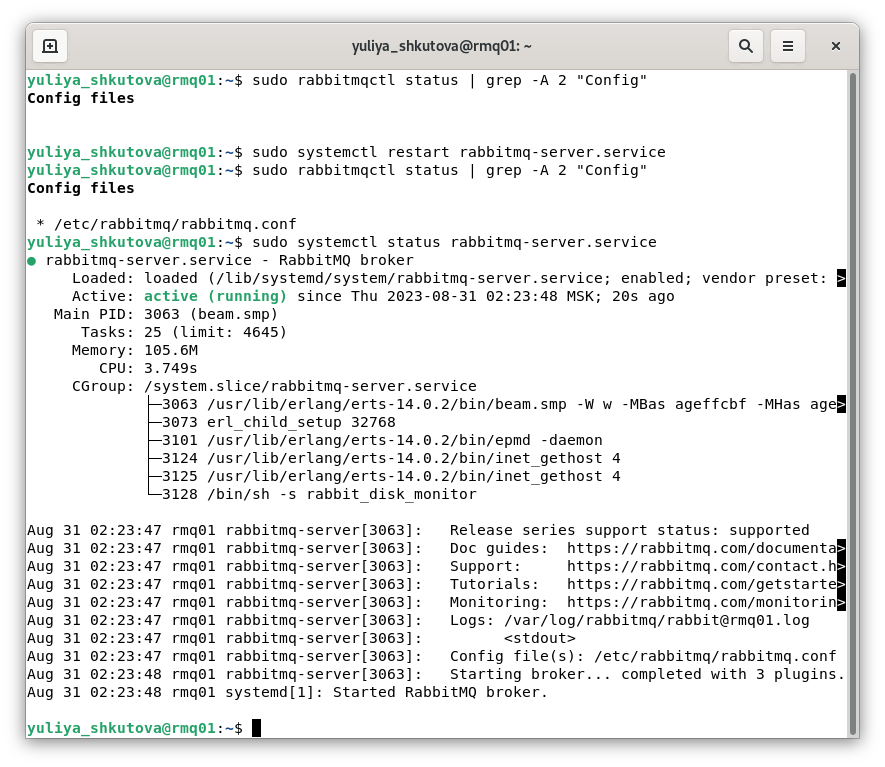 yuliya_shkutova@rmq01: ~
yuliya_shkutova@rmq01:~$ sudo rabbitmqctl status | grep -A 2 "Config"
Config files
yuliya_shkutova@rmq01:~$ sudo systemctl restart rabbitmq-server.service
yuliya_shkutova@rmq01:~$ sudo rabbitmqctl status | grep -A 2 "Config"
Config files
 * /etc/rabbitmq/rabbitmq.conf
yuliya_shkutova@rmq01:~$ sudo systemctl status rabbitmq-server.service
● rabbitmq-server.service - RabbitMQ broker
     Loaded: loaded (/lib/systemd/system/rabbitmq-server.service; enabled; vendor preset: >
     Active: active (running) since Thu 2023-08-31 02:23:48 MSK; 20s ago
   Main PID: 3063 (beam.smp)
      Tasks: 25 (limit: 4645)
     Memory: 105.6M
        CPU: 3.749s
     CGroup: /system.slice/rabbitmq-server.service
             ├─3063 /usr/lib/erlang/erts-14.0.2/bin/beam.smp -W w -MBas ageffcbf -MHas age>
             ├─3073 erl_child_setup 32768
             ├─3101 /usr/lib/erlang/erts-14.0.2/bin/epmd -daemon
             ├─3124 /usr/lib/erlang/erts-14.0.2/bin/inet_gethost 4
             ├─3125 /usr/lib/erlang/erts-14.0.2/bin/inet_gethost 4
             └─3128 /bin/sh -s rabbit_disk_monitor
Aug 31 02:23:47 rmq01 rabbitmq-server[3063]:   Release series support status: supported
Aug 31 02:23:47 rmq01 rabbitmq-server[3063]:   Doc guides:  https://rabbitmq.com/documenta>
Aug 31 02:23:47 rmq01 rabbitmq-server[3063]:   Support:     https://rabbitmq.com/contact.h>
Aug 31 02:23:47 rmq01 rabbitmq-server[3063]:   Tutorials:   https://rabbitmq.com/getstarte>
Aug 31 02:23:47 rmq01 rabbitmq-server[3063]:   Monitoring:  https://rabbitmq.com/monitorin>
Aug 31 02:23:47 rmq01 rabbitmq-server[3063]:   Logs: /var/log/rabbitmq/rabbit@rmq01.log
Aug 31 02:23:47 rmq01 rabbitmq-server[3063]:         <stdout>
Aug 31 02:23:47 rmq01 rabbitmq-server[3063]:   Config file(s): /etc/rabbitmq/rabbitmq.conf
Aug 31 02:23:48 rmq01 rabbitmq-server[3063]:   Starting broker... completed with 3 plugins.
Aug 31 02:23:48 rmq01 systemd[1]: Started RabbitMQ broker.
yuliya_shkutova@rmq01:~$